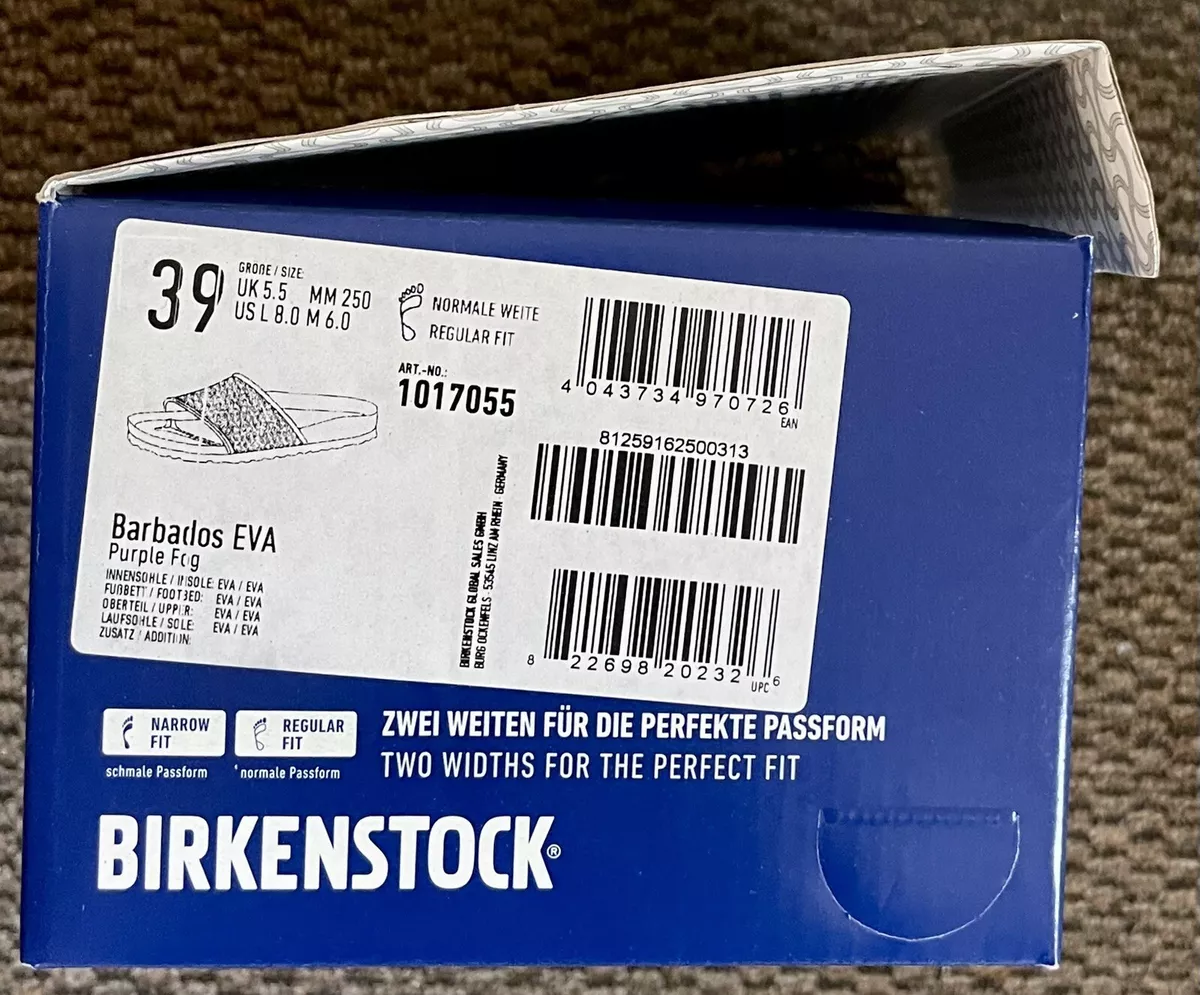 39
GRÖßE / SIZE:
UK 5.5 MM 250
US L 8.0 M 6.0
NORMALE WEITE
REGULAR FIT
ART.-NO.:
1017055
4 043734 970726
EAN
81259162500313
Barbados EVA
Purple Fog
INNENSOHLE / INSOLE: EVA / EVA
FUßBETT / FOOTBED: EVA / EVA
OBERTEIL / UPPER: EVA / EVA
LAUFSOHLE / SOLE: EVA / EVA
ZUSATZ / ADDITION:
BIRKENSTOCK GLOBAL SALES GMBH
BURG OCKENFELS · 53545 LINZ AM RHEIN · GERMANY
8 22698 20232 6
UPC
NARROW
FIT
schmale Passform
REGULAR
FIT
normale Passform
ZWEI WEITEN FÜR DIE PERFEKTE PASSFORM
TWO WIDTHS FOR THE PERFECT FIT
BIRKENSTOCK®